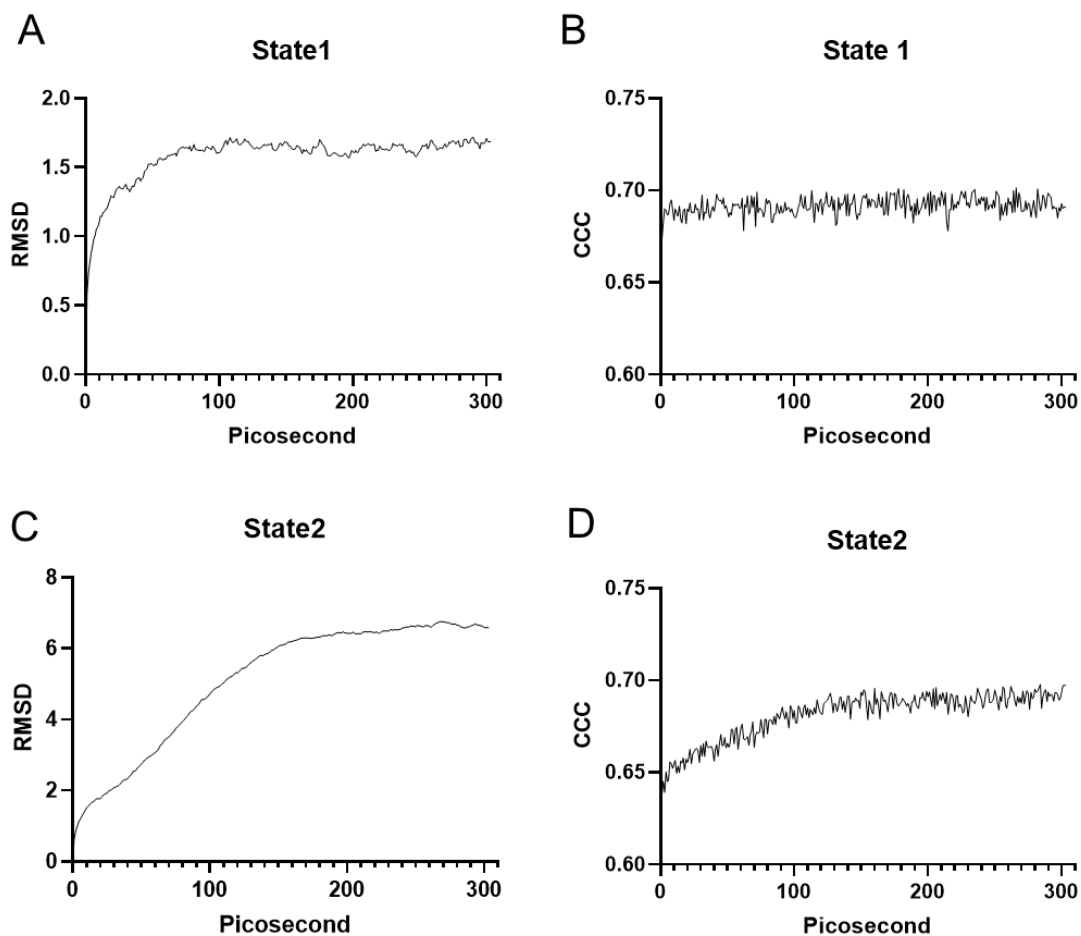 A
State1
RMSD
2.0
1.5
1.0
0.5
0.0
0 100 200 300
Picosecond
B
State 1
CCC
0.75
0.70
0.65
0.60
0 100 200 300
Picosecond
C
State2
RMSD
8
6
4
2
0
0 100 200 300
Picosecond
D
State2
CCC
0.75
0.70
0.65
0.60
0 100 200 300
Picosecond